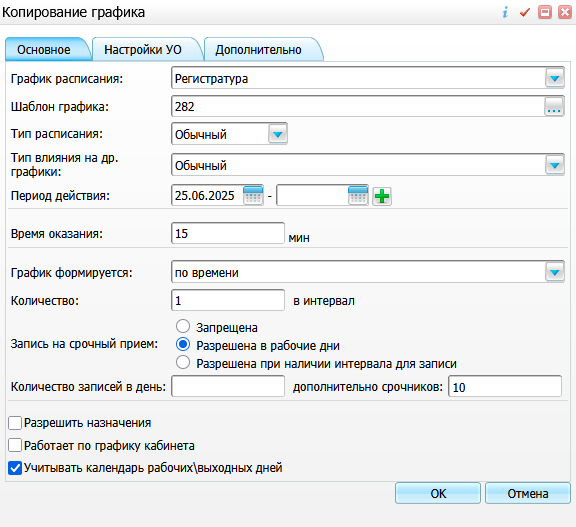 Копирование графика
Основное Настройки УО Дополнительно
График расписания: Регистратура
Шаблон графика: 282 ...
Тип расписания: Обычный
Тип влияния на др.
графики: Обычный
Период действия: 25.06.2025 -
Время оказания: 15 мин
График формируется: по времени
Количество: 1 в интервал
Запрещена
Запись на срочный прием: Разрешена в рабочие дни
Разрешена при наличии интервала для записи
Количество записей в день: дополнительно срочников: 10
Разрешить назначения
Работает по графику кабинета
Учитывать календарь рабочих\выходных дней
OK Отмена